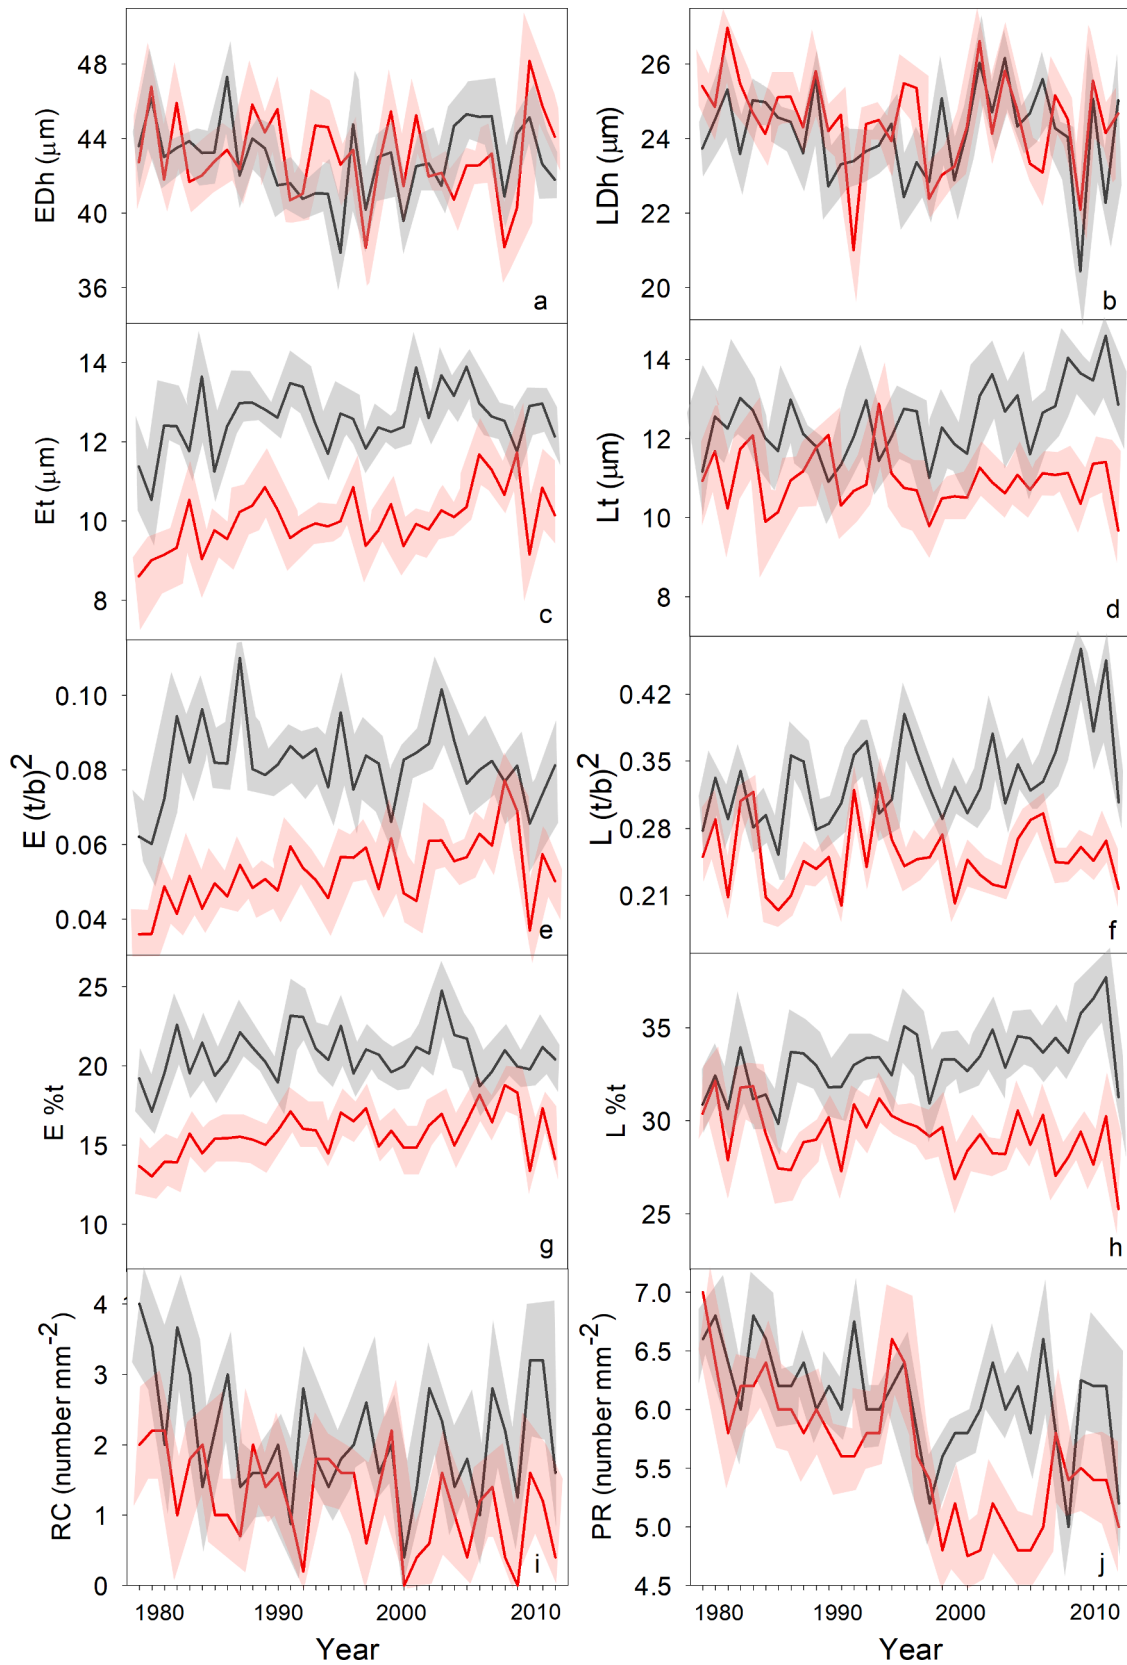 48
44
40
36
EDh (μm)
a
26
24
22
20
LDh (μm)
b
14
12
10
8
Et (μm)
c
14
12
10
8
Lt (μm)
d
0.10
0.08
0.06
0.04
E (t/b)²
e
0.42
0.35
0.28
0.21
L (t/b)²
f
25
20
15
10
E %t
g
35
30
25
L %t
h
4
3
2
1
0
RC (number mm⁻²)
i
7.0
6.5
6.0
5.5
5.0
4.5
PR (number mm⁻²)
j
1980 1990 2000 2010
Year
1980 1990 2000 2010
Year